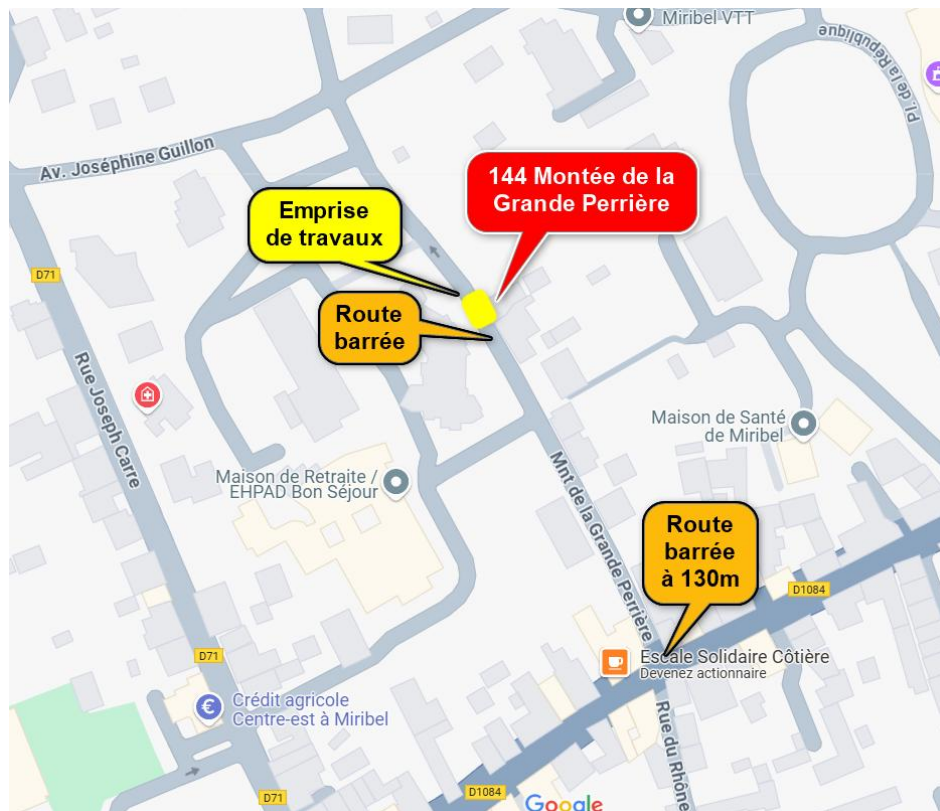 Miribel VTT
Pl. de la République
Av. Joséphine Guillon
144 Montée de la
Grande Perrière
Emprise
de travaux
D71
Route
barrée
Rue Joseph Carre
Maison de Santé
de Miribel
Maison de Retraite /
EHPAD Bon Séjour
Mnt de la Grande Perrière
Route
barrée
à 130m
D1084
D71
Escale Solidaire Côtière
Devenez actionnaire
Crédit agricole
Centre-est à Miribel
Rue du Rhône
D71
D1084
Google